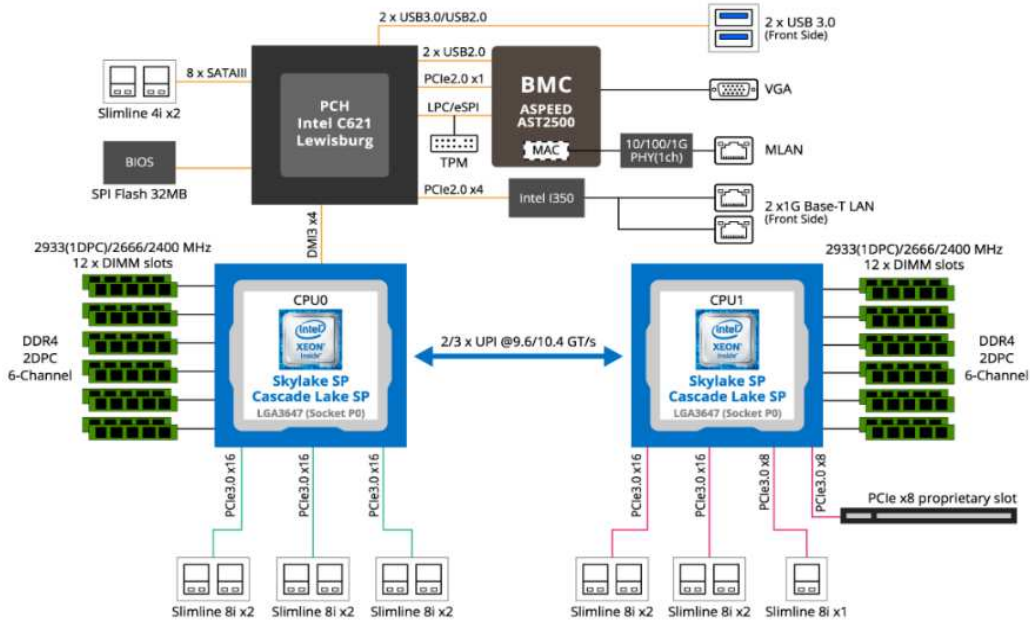 2 x USB3.0/USB2.0
2 x USB 3.0
(Front Side)
8 x SATAIII
Slimline 4i x2
PCH
Intel C621
Lewisburg
2 x USB2.0
PCIe2.0 x1
LPC/eSPI
TPM
BMC
ASPEED
AST2500
MAC
VGA
10/100/1G
PHY(1ch)
MLAN
BIOS
SPI Flash 32MB
PCIe2.0 x4
Intel I350
2 x1G Base-T LAN
(Front Side)
DMI3 x4
2933(1DPC)/2666/2400 MHz
12 x DIMM slots
2933(1DPC)/2666/2400 MHz
12 x DIMM slots
DDR4
2DPC
6-Channel
CPU0
intel
XEON
inside
Skylake SP
Cascade Lake SP
LGA3647 (Socket P0)
2/3 x UPI @9.6/10.4 GT/s
CPU1
intel
XEON
inside
Skylake SP
Cascade Lake SP
LGA3647 (Socket P0)
DDR4
2DPC
6-Channel
PCIe3.0 x16
PCIe3.0 x16
PCIe3.0 x16
PCIe3.0 x16
PCIe3.0 x16
PCIe3.0 x8
PCIe3.0 x8
PCIe x8 proprietary slot
Slimline 8i x2
Slimline 8i x2
Slimline 8i x2
Slimline 8i x2
Slimline 8i x2
Slimline 8i x1